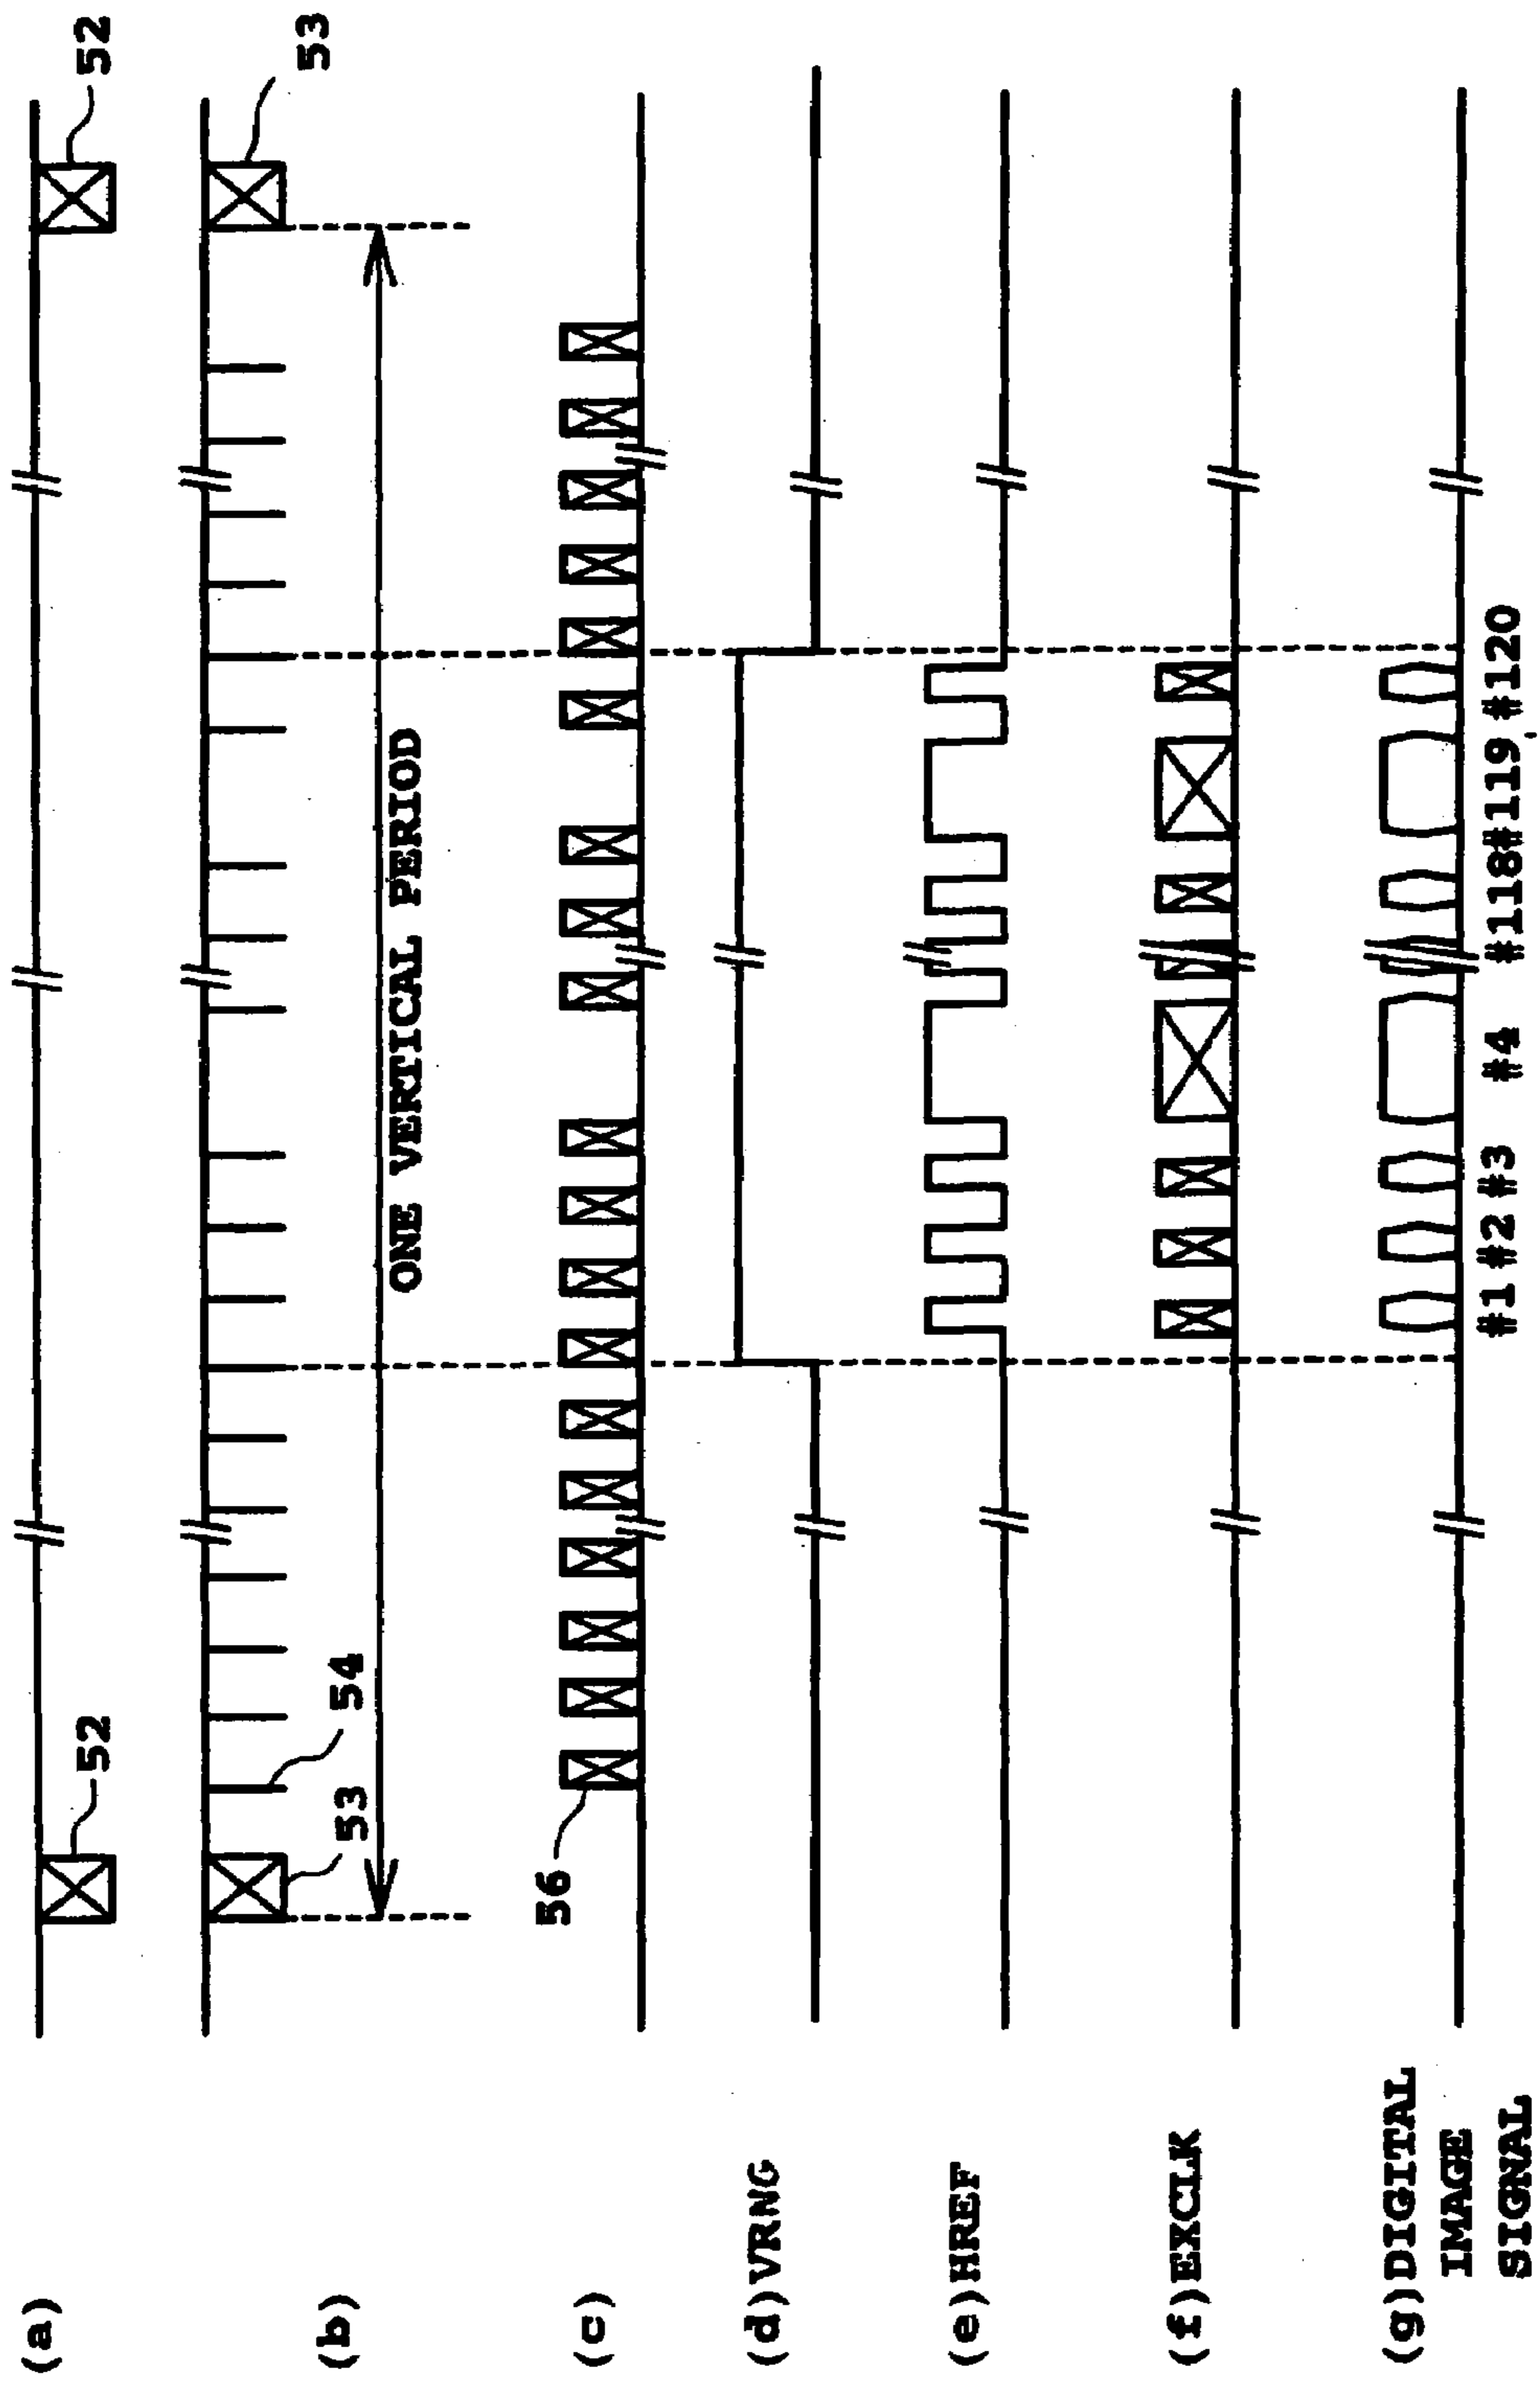 (a)
52
52
(b)
53
54
53
ONE VERTICAL PERIOD
(c)
56
(d)VRNG
(e)HREF
(f)EXCLK
(g)DIGITAL
IMAGE
SIGNAL
#1 #2 #3 #4 #118 #119 #120